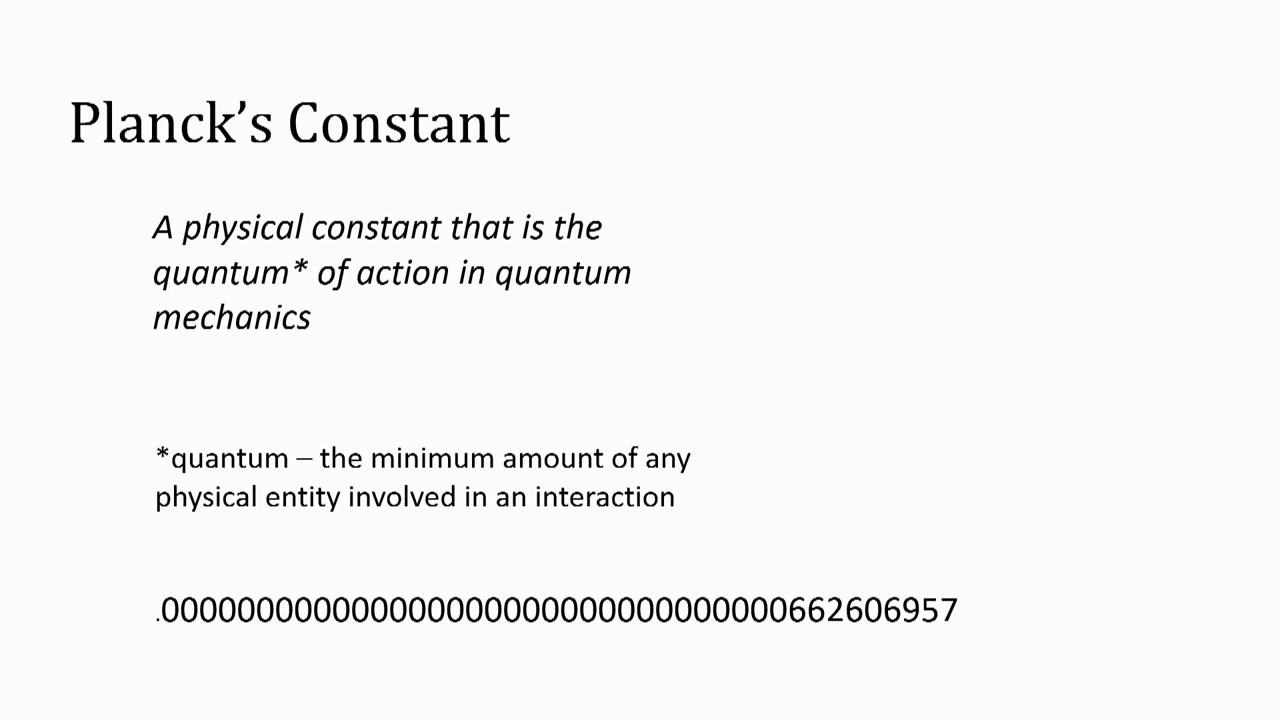 Planck's Constant
A physical constant that is the
quantum* of action in quantum
mechanics
*quantum – the minimum amount of any
physical entity involved in an interaction
.000000000000000000000000000000000662606957